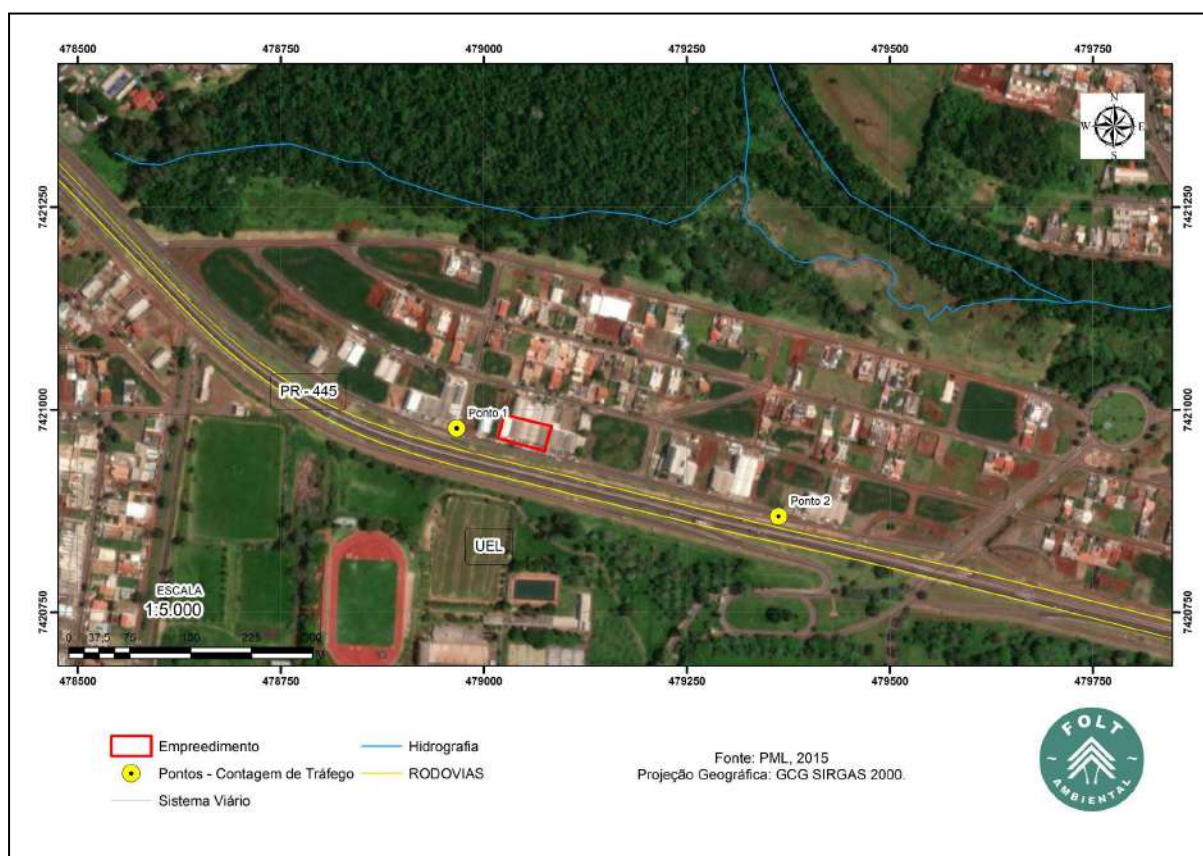 478500 478750 479000 479250 479500 479750
N
W E
S
7421250 7421250
PR - 445
7421000 7421000
Ponto 1
Ponto 2
UEL
ESCALA
1:5.000
7420750 7420750
0 37,5 75 150 225 300
478500 478750 479000 479250 479500 479750
Empreedimento
Hidrografia
Pontos - Contagem de Tráfego
RODOVIAS
Sistema Viário
Fonte: PML, 2015
Projeção Geográfica: GCG SIRGAS 2000.
FOLT
~ AMBIENTAL ~